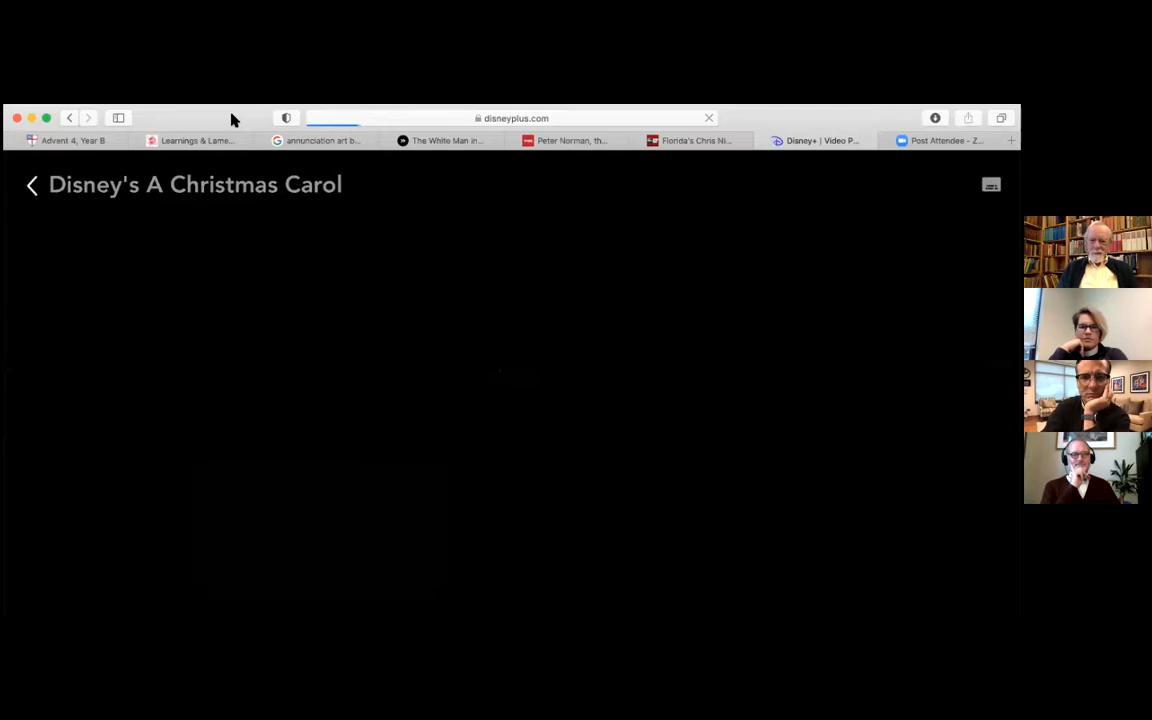 disneyplus.com
Advent 4, Year B
Learnings & Lame...
annunciation art b...
The White Man in...
Peter Norman, th...
Florida's Chris Ni...
Disney+ | Video P...
Post Attendee - Z...
Disney's A Christmas Carol